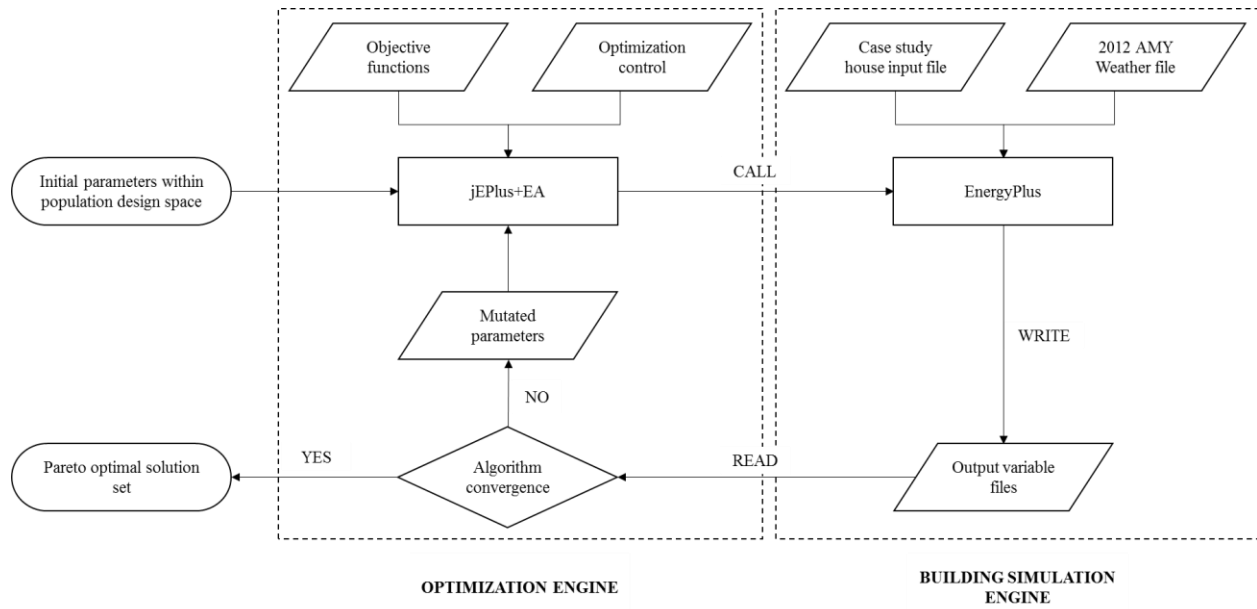 Objective
functions
Optimization
control
Case study
house input file
2012 AMY
Weather file
Initial parameters within
population design space
jEPlus+EA
CALL
EnergyPlus
Mutated
parameters
WRITE
NO
Pareto optimal solution
set
YES
Algorithm
convergence
READ
Output variable
files
OPTIMIZATION ENGINE
BUILDING SIMULATION
ENGINE